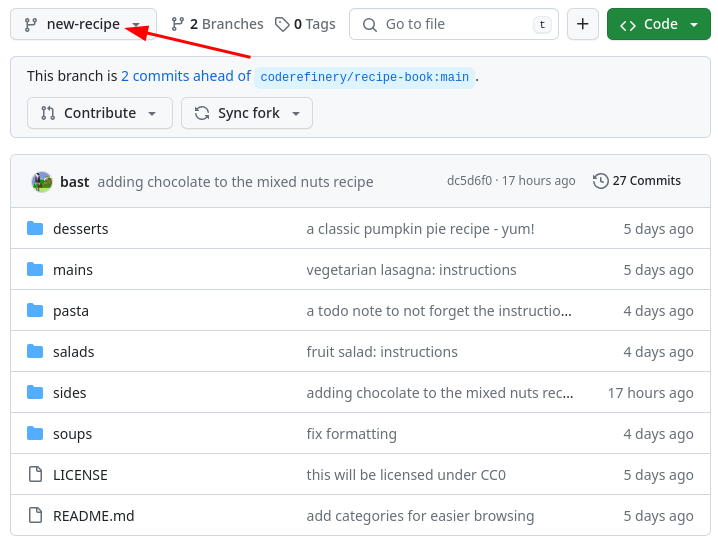 new-recipe 2 Branches 0 Tags Go to file t + Code
This branch is 2 commits ahead of coderefinery/recipe-book:main .
Contribute Sync fork
bast adding chocolate to the mixed nuts recipe dc5d6f0 · 17 hours ago 27 Commits
desserts a classic pumpkin pie recipe - yum! 5 days ago
mains vegetarian lasagna: instructions 5 days ago
pasta a todo note to not forget the instructio... 4 days ago
salads fruit salad: instructions 4 days ago
sides adding chocolate to the mixed nuts rec... 17 hours ago
soups fix formatting 4 days ago
LICENSE this will be licensed under CC0 5 days ago
README.md add categories for easier browsing 5 days ago